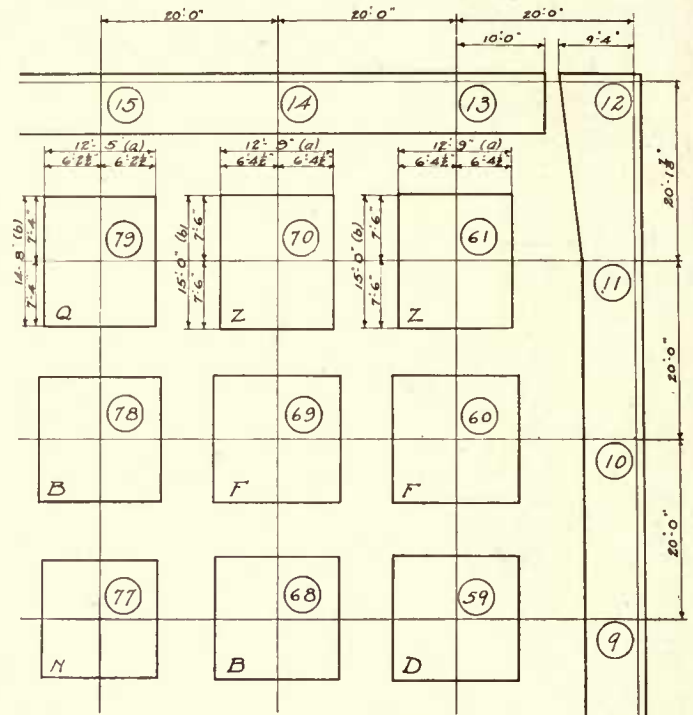 20'-0" 20'-0" 20'-0"
10'-0" 9'-4"
15 14 13 12
12'-5"(a) 12'-9"(a) 12'-9"(a)
6'-2½" 6'-2½" 6'-4½" 6'-4½" 6'-4½" 6'-4½"
20'-1⅞"
14'-8"(b) 7'-4" 7'-4" 79 Q
15'-0"(b) 7'-6" 7'-6" 70 Z
15'-0"(b) 7'-6" 7'-6" 61 Z
11
20'-0"
78 69 60
10
B F F
20'-0"
77 68 59
9
N B D